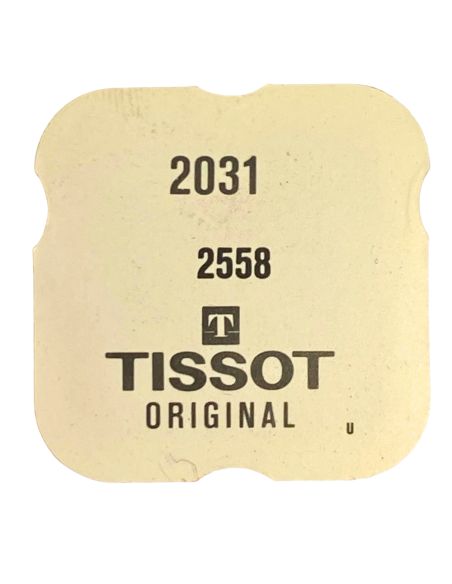 2031
2558
T
TISSOT
ORIGINAL
U